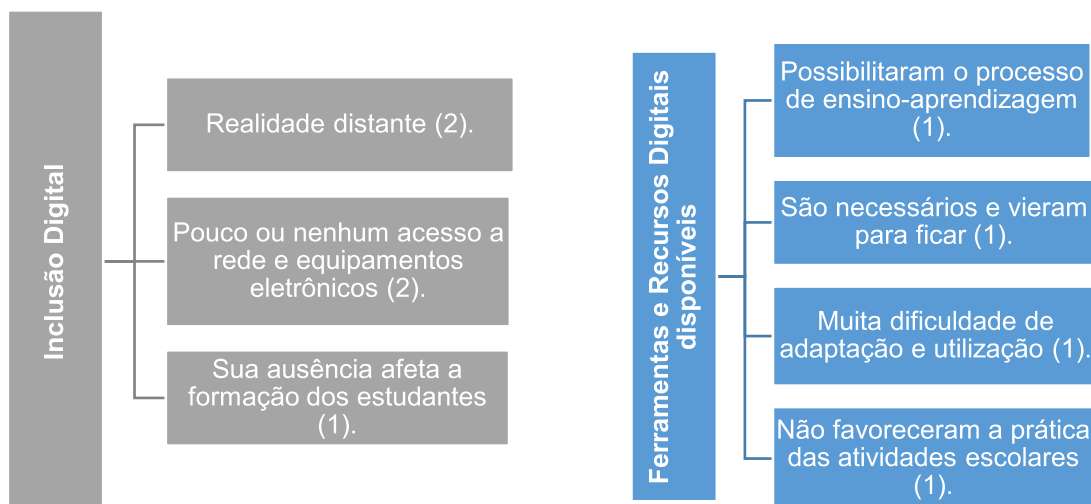 Inclusão Digital
Realidade distante (2).
Pouco ou nenhum acesso a
rede e equipamentos
eletrônicos (2).
Sua ausência afeta a
formação dos estudantes
(1).
Ferramentas e Recursos Digitais
disponíveis
Possibilitaram o processo
de ensino-aprendizagem
(1).
São necessários e vieram
para ficar (1).
Muita dificuldade de
adaptação e utilização (1).
Não favoreceram a prática
das atividades escolares
(1).